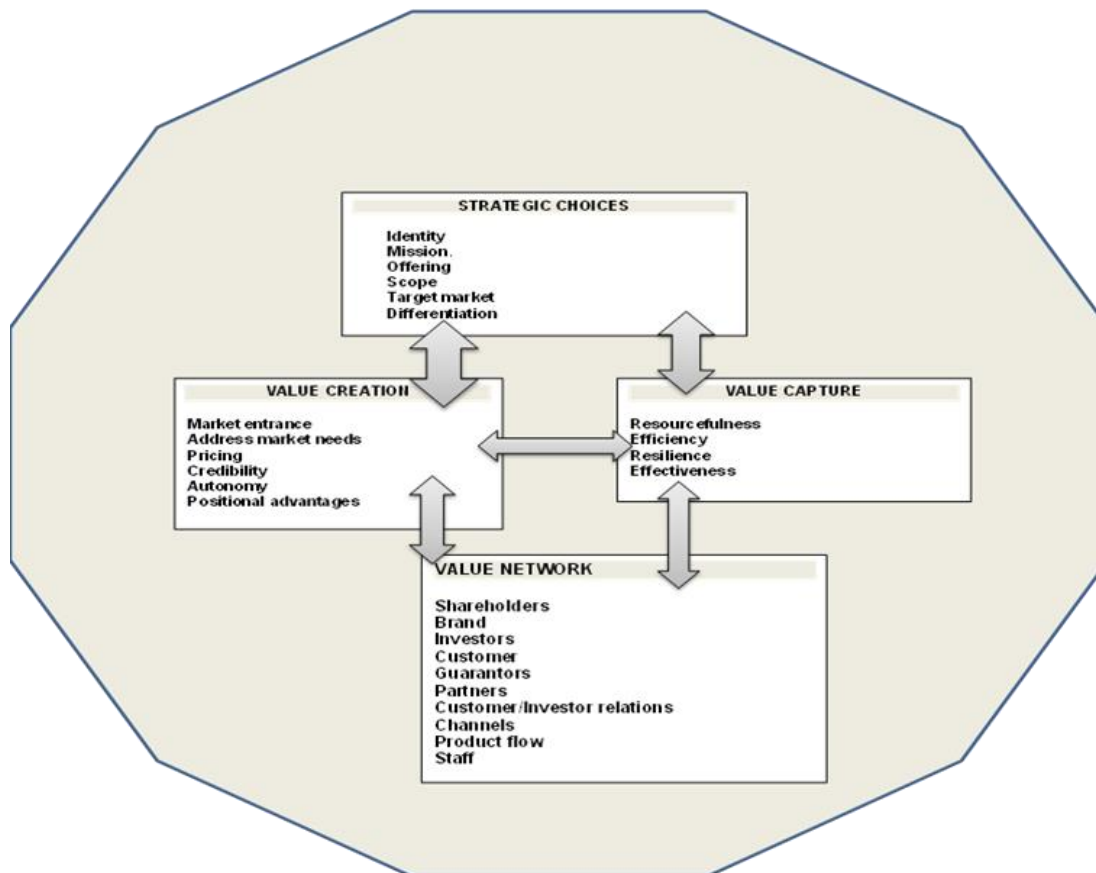 STRATEGIC CHOICES
Identity
Mission.
Offering
Scope
Target market
Differentiation
VALUE CREATION
Market entrance
Address market needs
Pricing
Credibility
Autonomy
Positional advantages
VALUE CAPTURE
Resourcefulness
Efficiency
Resilience
Effectiveness
VALUE NETWORK
Shareholders
Brand
Investors
Customer
Guarantors
Partners
Customer/Investor relations
Channels
Product flow
Staff